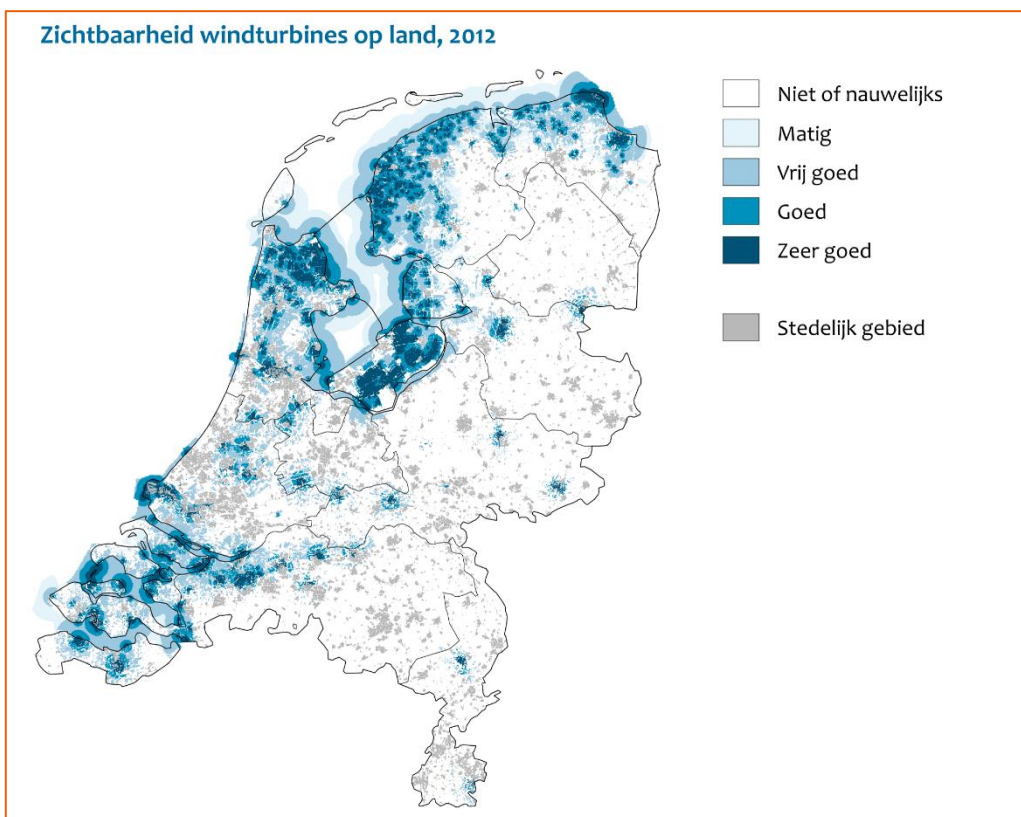 Zichtbaarheid windturbines op land, 2012
Niet of nauwelijks
Matig
Vrij goed
Goed
Zeer goed
Stedelijk gebied